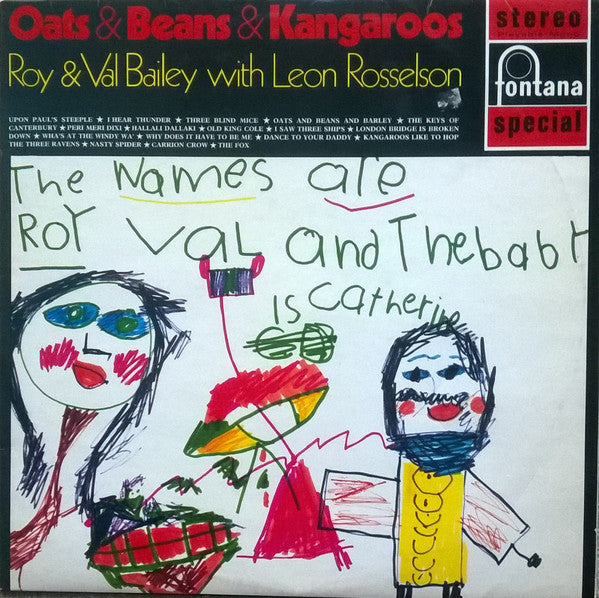 Oats & Beans & Kangaroos
Roy & Val Bailey with Leon Rosselson
UPON PAUL'S STEEPLE ★ I HEAR THUNDER ★ THREE BLIND MICE ★ OATS AND BEANS AND BARLEY ★ THE KEYS OF
CANTERBURY ★ PERI MERI DIXI ★ HALLALI DALLAKI ★ OLD KING COLE ★ I SAW THREE SHIPS ★ LONDON BRIDGE IS BROKEN
DOWN ★ WHA'S AT THE WINDY WA' ★ WHY DOES IT HAVE TO BE ME ★ DANCE TO YOUR DADDY ★ KANGAROOS LIKE TO HOP
THE THREE RAVENS ★ NASTY SPIDER ★ CARRION CROW ★ THE FOX
stereo
Playable Mono
fontana
special
The Names are
ROY Val and The baby
Is Catherine